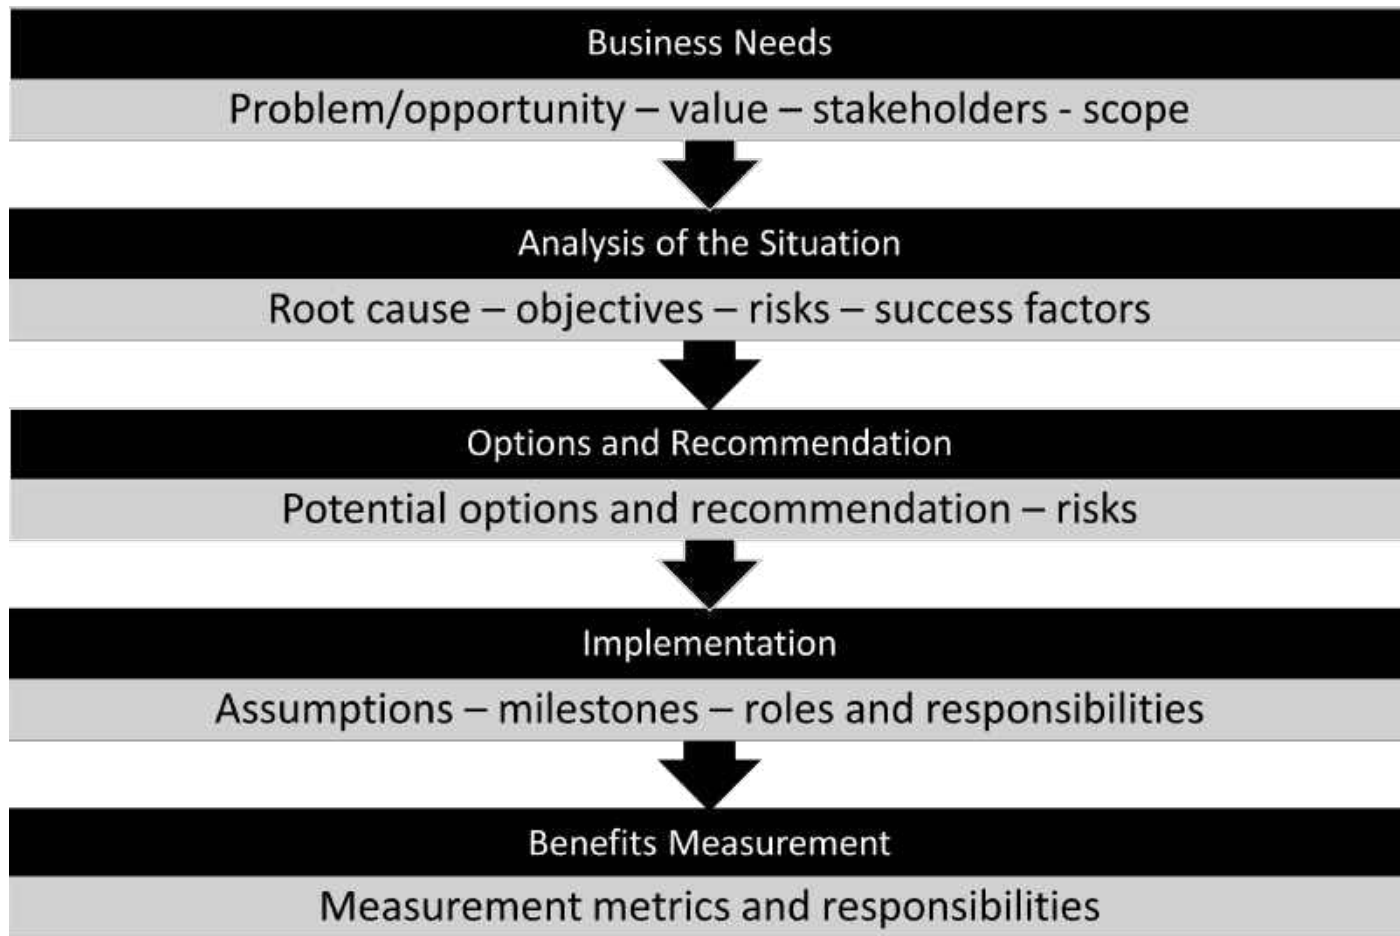 Business Needs
Problem/opportunity – value – stakeholders - scope
Analysis of the Situation
Root cause – objectives – risks – success factors
Options and Recommendation
Potential options and recommendation – risks
Implementation
Assumptions – milestones – roles and responsibilities
Benefits Measurement
Measurement metrics and responsibilities